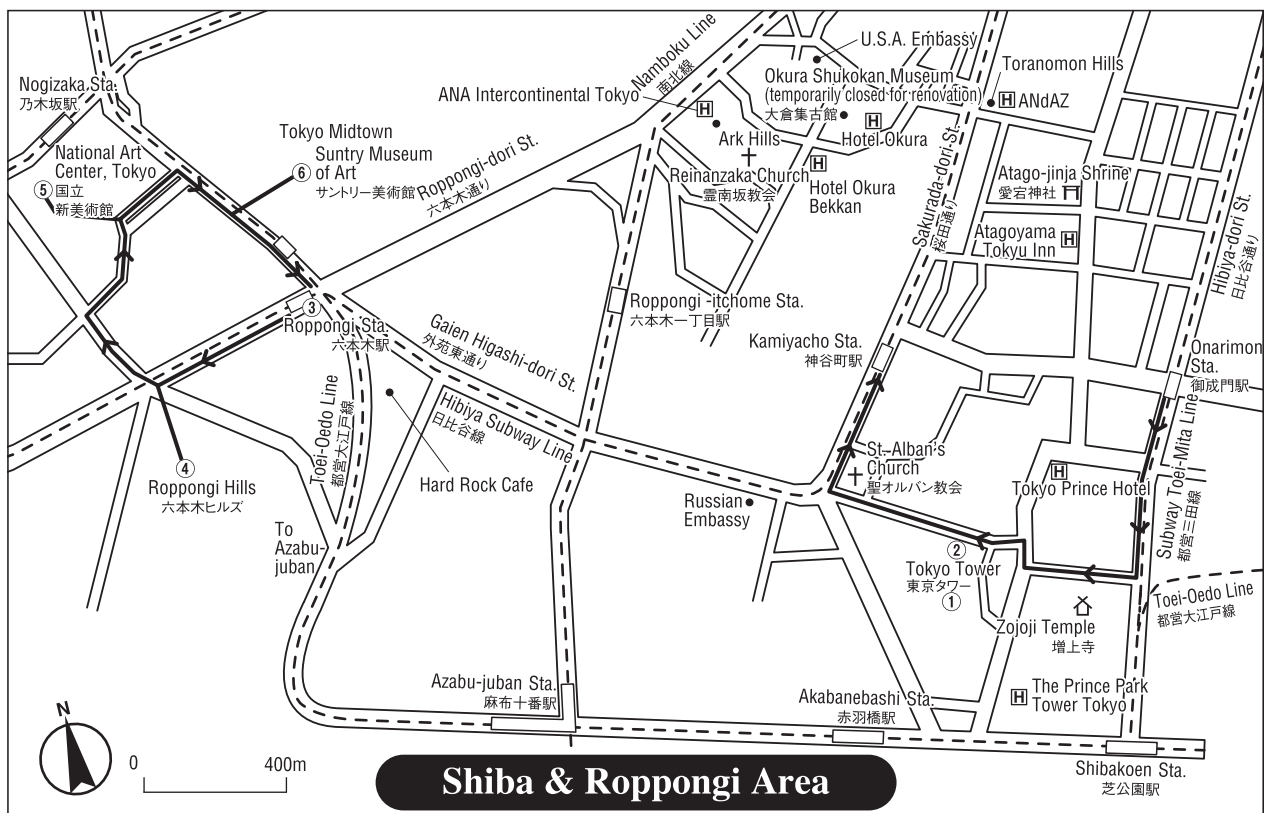 Nogizaka Sta.
乃木坂駅
National Art
Center, Tokyo
⑤ 国立
新美術館
Tokyo Midtown
Suntry Museum
⑥ of Art
サントリー美術館
Roppongi-dori St.
六本木通り
Namboku Line
南北線
ANA Intercontinental Tokyo
H
Ark Hills
U.S.A. Embassy
Okura Shukokan Museum
(temporarily closed for renovation)
大倉集古館
H
Hotel Okura
Reinanzaka Church
霊南坂教会
H
Hotel Okura
Bekkan
Toranomon Hills
H ANdAZ
Sakurada-dori St.
桜田通り
Atago-jinja Shrine
愛宕神社
Atagoyama
Tokyu Inn
H
Hibiya-dori St.
日比谷通り
③
Roppongi Sta.
六本木駅
Gaien Higashi-dori St.
外苑東通り
Roppongi -itchome Sta.
六本木一丁目駅
Kamiyacho Sta.
神谷町駅
Onarimon
Sta.
御成門駅
Hibiya Subway Line
日比谷線
Toei-Oedo Line
都営大江戸線
Hard Rock Cafe
④
Roppongi Hills
六本木ヒルズ
To
Azabu-
juban
Russian
Embassy
St. Alban's
Church
聖オルバン教会
H
Tokyo Prince Hotel
Subway Toei-Mita Line
都営三田線
②
Tokyo Tower
東京タワー
①
Toei-Oedo Line
都営大江戸線
Zojoji Temple
増上寺
H The Prince Park
Tower Tokyo
Azabu-juban Sta.
麻布十番駅
Akabanebashi Sta.
赤羽橋駅
Shibakoen Sta.
芝公園駅
N
0 400m
Shiba & Roppongi Area